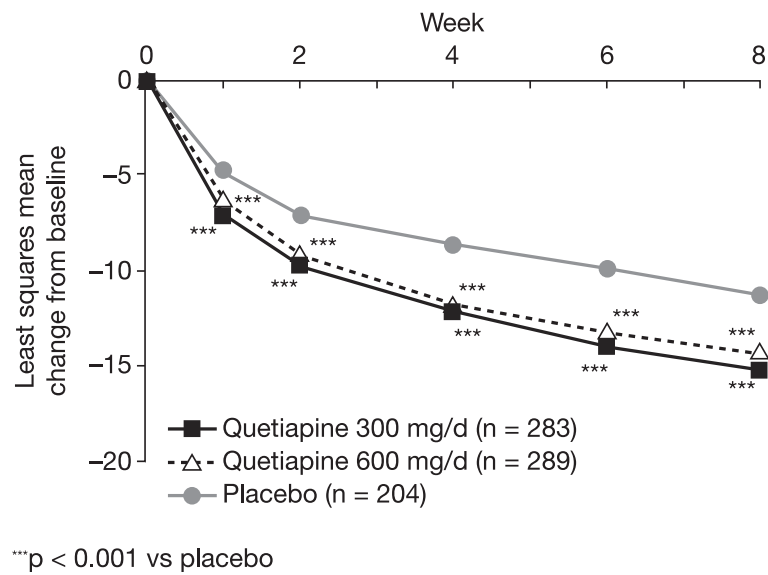 Week
0 2 4 6 8
0
−5
−10
−15
−20
Least squares mean
change from baseline
***
***
***
***
***
***
***
***
***
***
Quetiapine 300 mg/d (n = 283)
Quetiapine 600 mg/d (n = 289)
Placebo (n = 204)
***p < 0.001 vs placebo